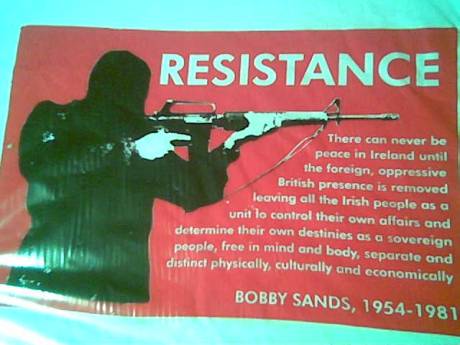 RESISTANCE
There can never be
peace in Ireland until
the foreign, oppressive
British presence is removed
leaving all the Irish people as a
unit to control their own affairs and
determine their own destinies as a sovereign
people, free in mind and body, separate and
distinct physically, culturally and economically
BOBBY SANDS, 1954-1981